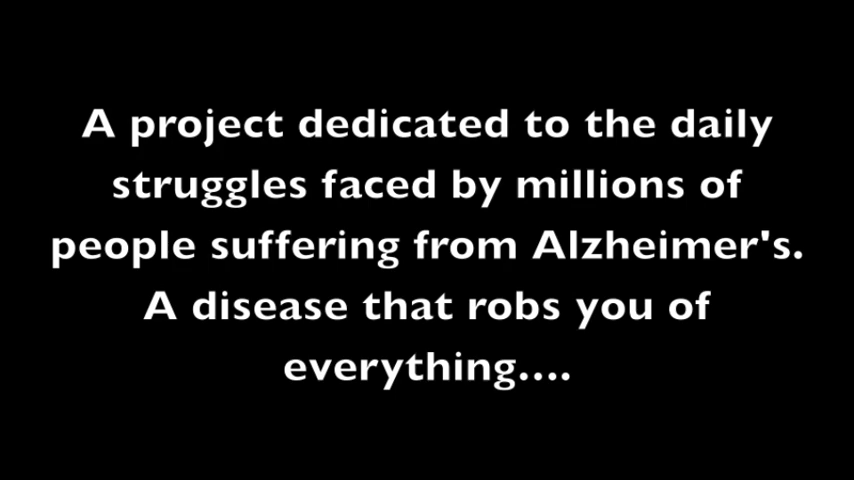 A project dedicated to the daily
struggles faced by millions of
people suffering from Alzheimer's.
A disease that robs you of
everything....